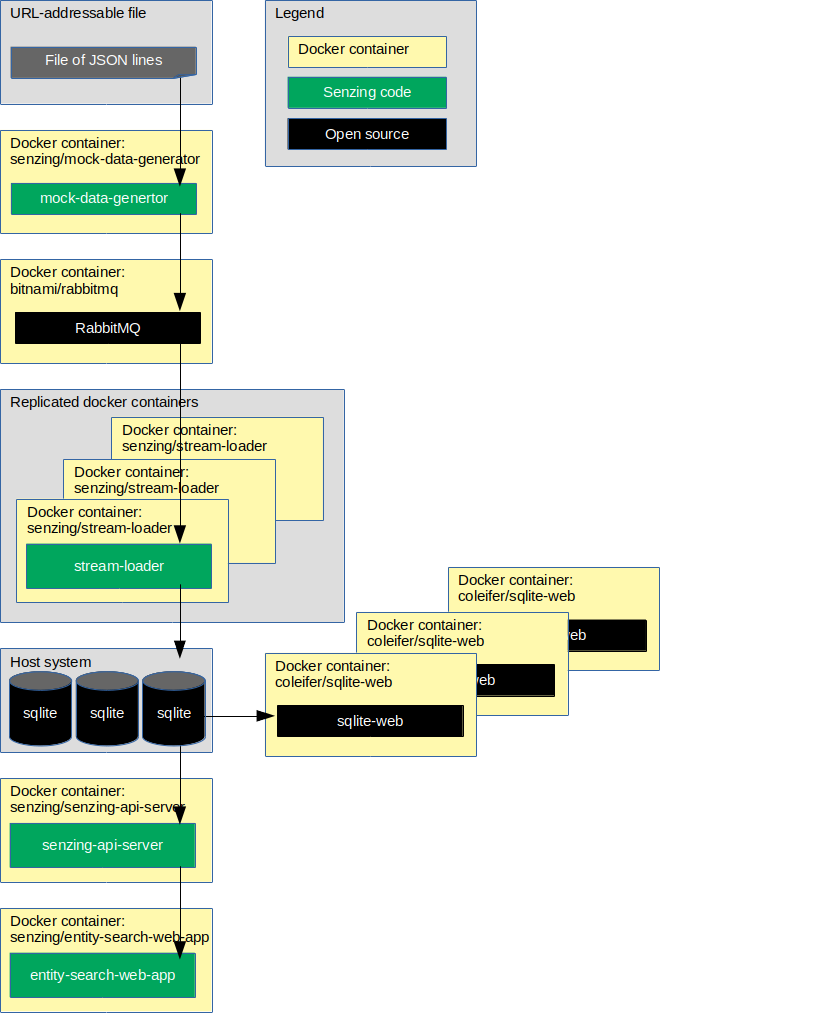 URL-addressable file
File of JSON lines
Legend
Docker container
Senzing code
Open source
Docker container:
senzing/mock-data-generator
mock-data-genertor
Docker container:
bitnami/rabbitmq
RabbitMQ
Replicated docker containers
Docker container:
senzing/stream-loader
Docker container:
senzing/stream-loader
Docker container:
senzing/stream-loader
stream-loader
Docker container:
coleifer/sqlite-web
web
Docker container:
coleifer/sqlite-web
web
Docker container:
coleifer/sqlite-web
sqlite-web
Host system
sqlite
sqlite
sqlite
Docker container:
senzing/senzing-api-server
senzing-api-server
Docker container:
senzing/entity-search-web-app
entity-search-web-app